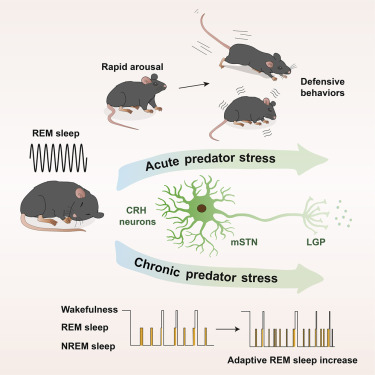 Rapid arousal
Defensive
behaviors
REM sleep
Acute predator stress
CRH
neurons
mSTN
LGP
Chronic predator stress
Wakefulness
REM sleep
NREM sleep
Adaptive REM sleep increase